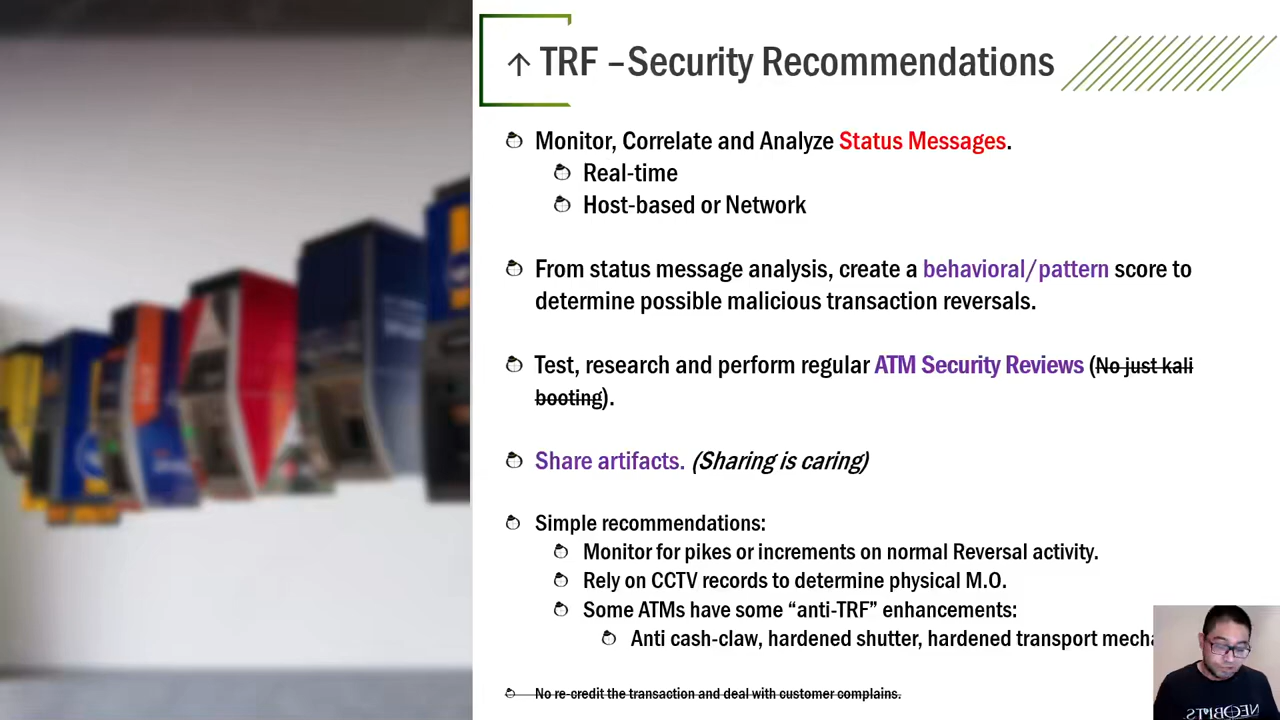 ↑ TRF –Security Recommendations
Monitor, Correlate and Analyze Status Messages.
Real-time
Host-based or Network
From status message analysis, create a behavioral/pattern score to
determine possible malicious transaction reversals.
Test, research and perform regular ATM Security Reviews (No just kali
booting).
Share artifacts. (Sharing is caring)
Simple recommendations:
Monitor for pikes or increments on normal Reversal activity.
Rely on CCTV records to determine physical M.O.
Some ATMs have some “anti-TRF” enhancements:
Anti cash-claw, hardened shutter, hardened transport mecha
No re-credit the transaction and deal with customer complains.